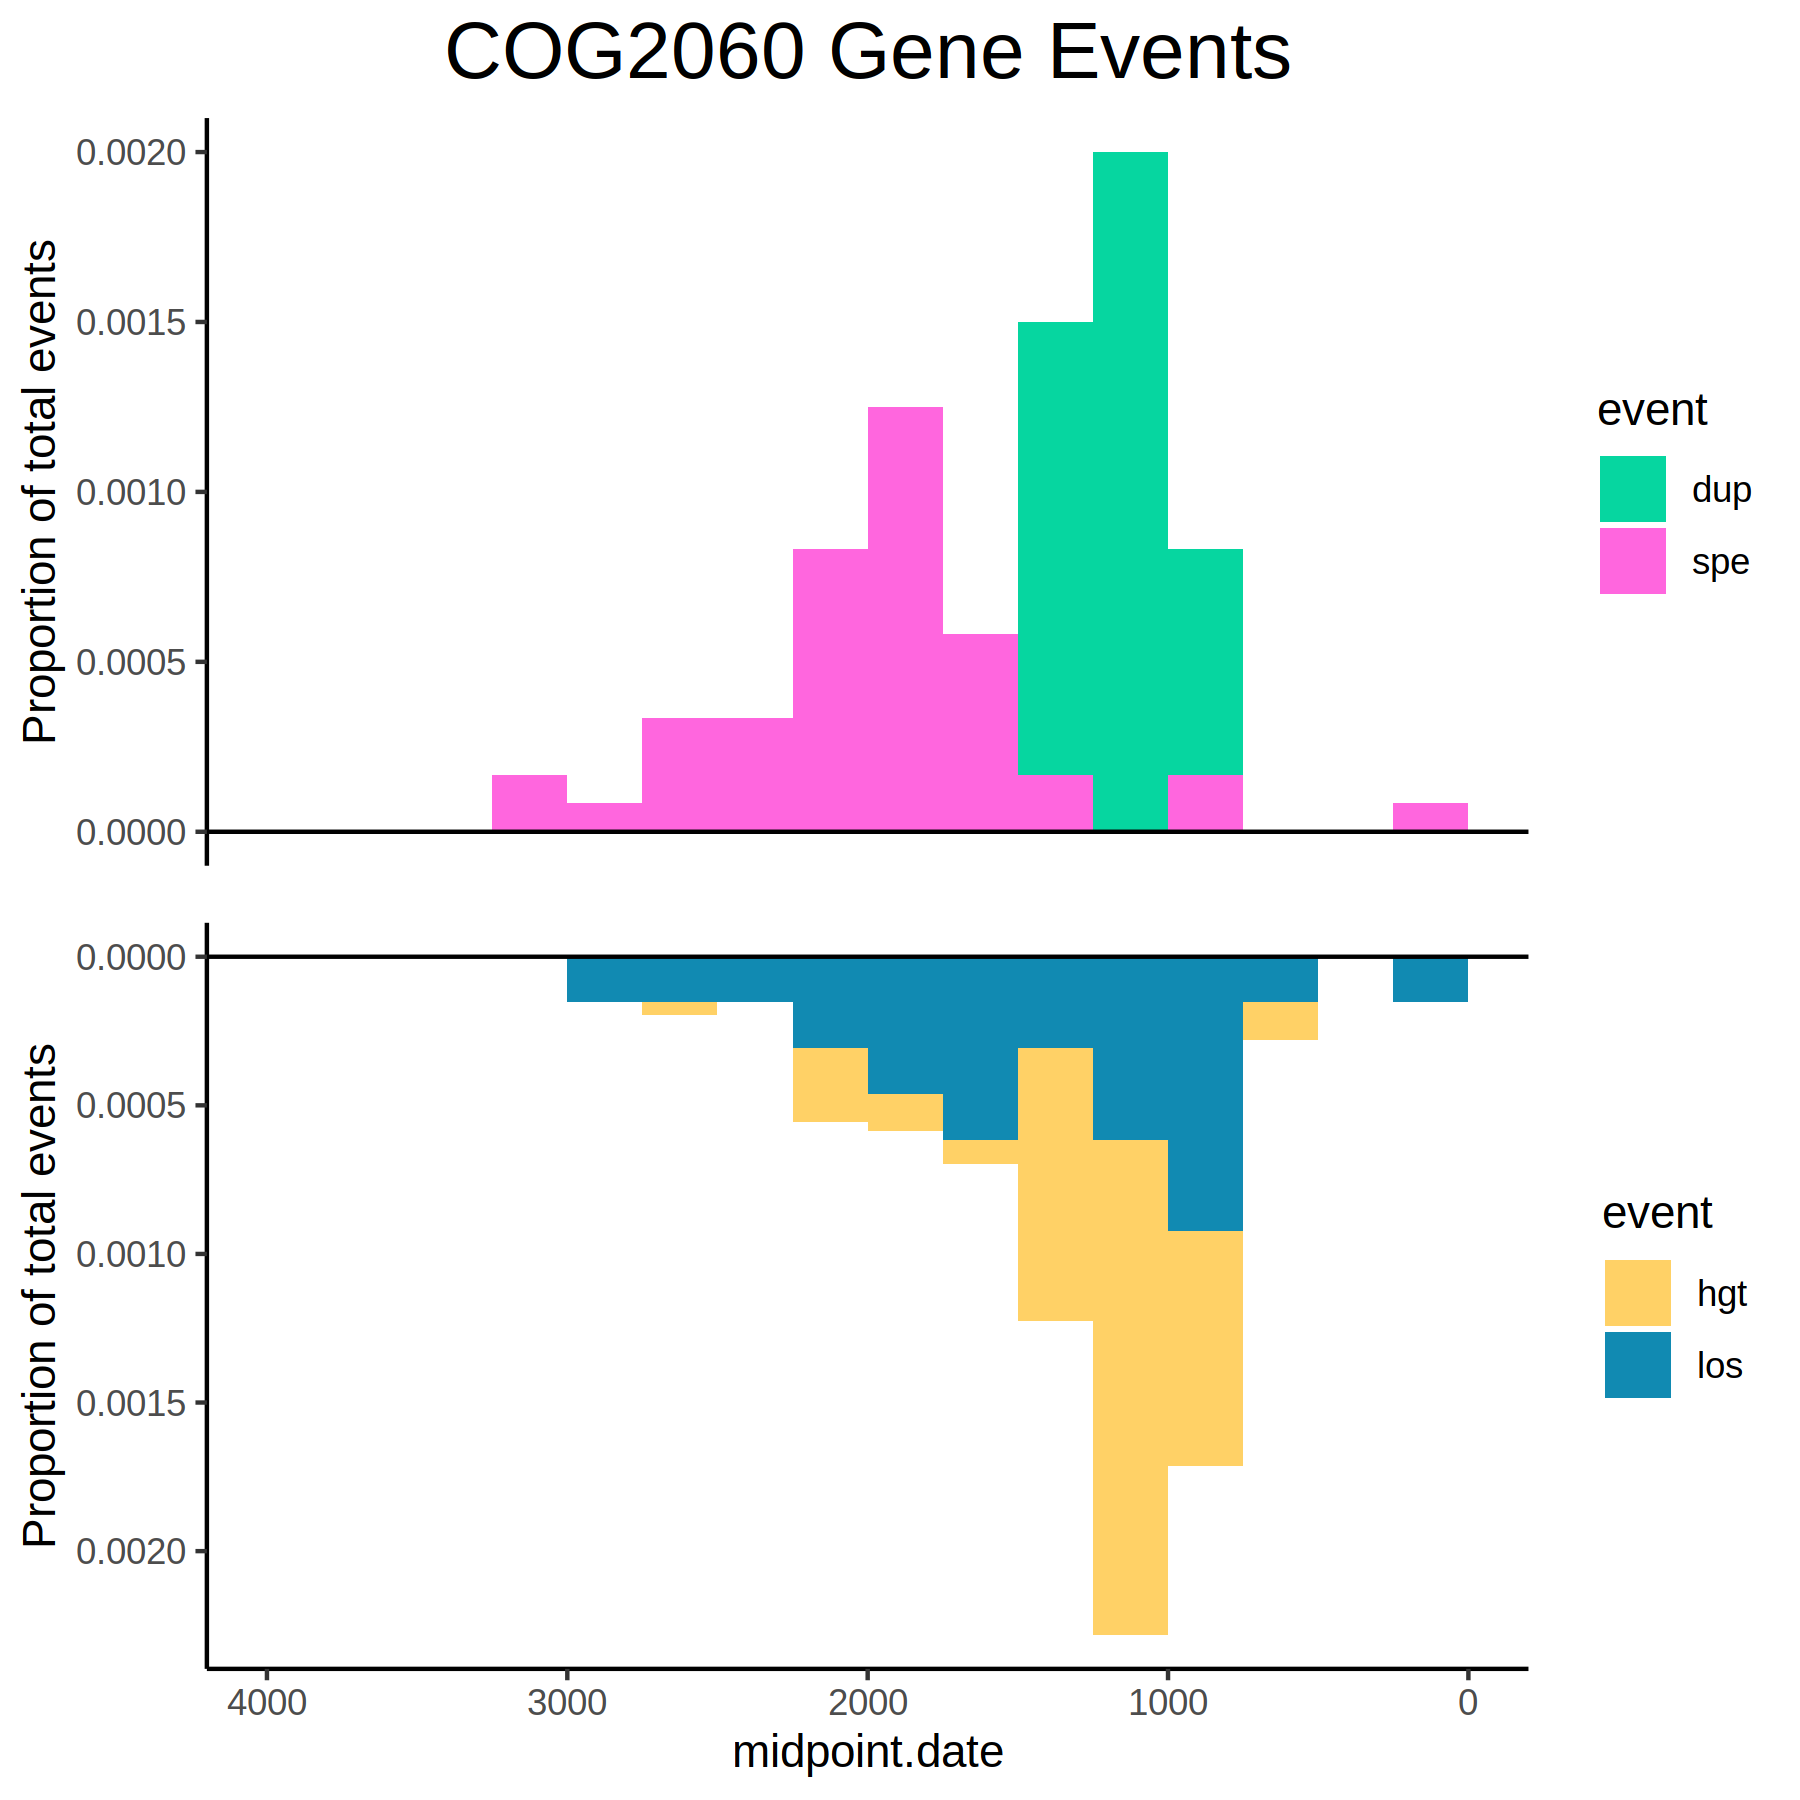 COG2060 Gene Events
Proportion of total events
0.0020
0.0015
0.0010
0.0005
0.0000
event
dup
spe
Proportion of total events
0.0000
0.0005
0.0010
0.0015
0.0020
event
hgt
los
4000 3000 2000 1000 0
midpoint.date